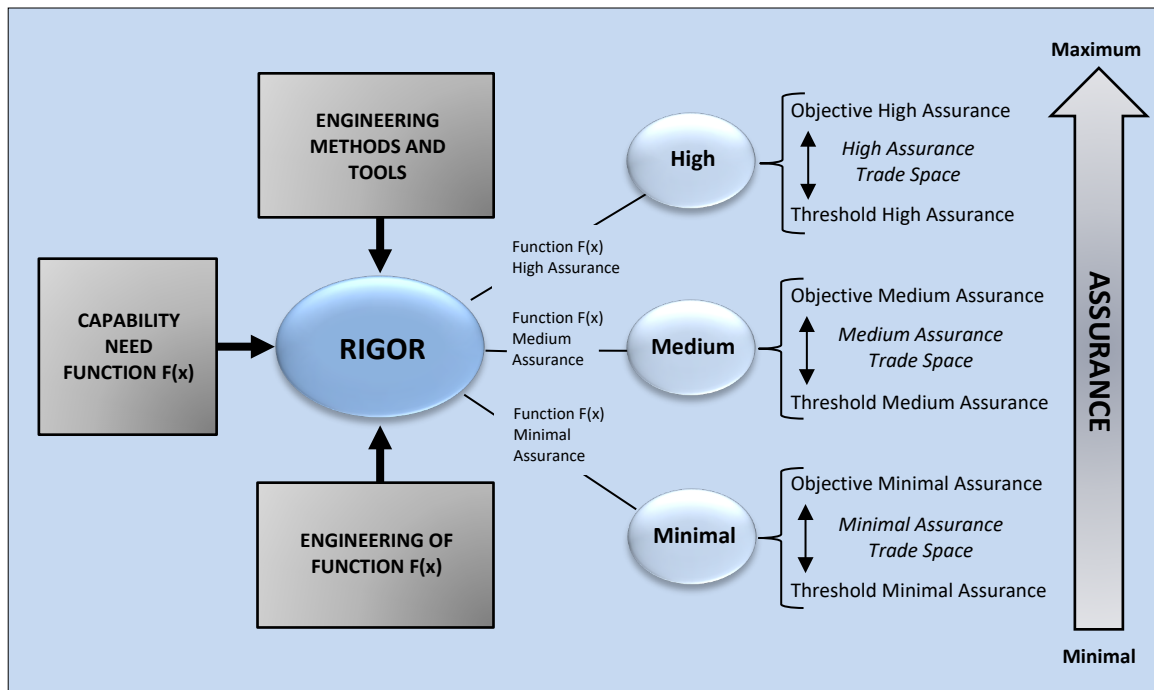 ENGINEERING
METHODS AND
TOOLS
CAPABILITY
NEED
FUNCTION F(x)
RIGOR
ENGINEERING OF
FUNCTION F(x)
Function F(x)
High Assurance
Function F(x)
Medium
Assurance
Function F(x)
Minimal
Assurance
High
Objective High Assurance
High Assurance
Trade Space
Threshold High Assurance
Medium
Objective Medium Assurance
Medium Assurance
Trade Space
Threshold Medium Assurance
Minimal
Objective Minimal Assurance
Minimal Assurance
Trade Space
Threshold Minimal Assurance
Maximum
ASSURANCE
Minimal